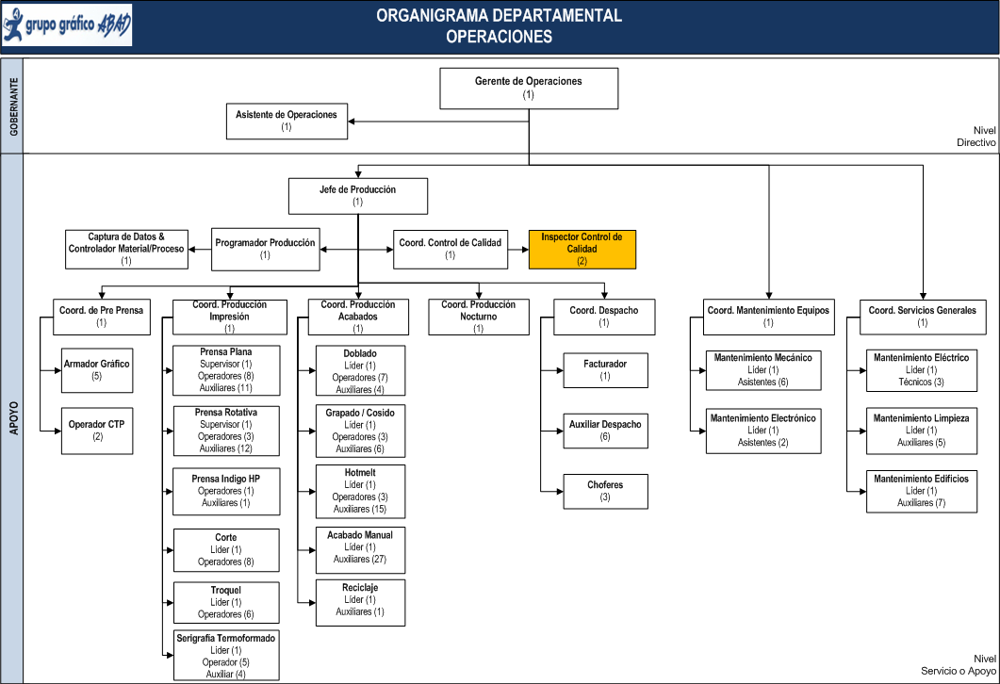 grupo gráfico ABAD
ORGANIGRAMA DEPARTAMENTAL
OPERACIONES
GOBERNANTE
Gerente de Operaciones
(1)
Asistente de Operaciones
(1)
Nivel
Directivo
APOYO
Jefe de Producción
(1)
Captura de Datos &
Controlador Material/Proceso
(1)
Programador Producción
(1)
Coord. Control de Calidad
(1)
Inspector Control de
Calidad
(2)
Coord. de Pre Prensa
(1)
Armador Gráfico
(5)
Operador CTP
(2)
Coord. Producción
Impresión
(1)
Prensa Plana
Supervisor (1)
Operadores (8)
Auxiliares (11)
Prensa Rotativa
Supervisor (1)
Operadores (3)
Auxiliares (12)
Prensa Indigo HP
Operadores (1)
Auxiliares (1)
Corte
Líder (1)
Operadores (8)
Troquel
Líder (1)
Operadores (6)
Serigrafía Termoformado
Líder (1)
Operador (5)
Auxiliar (4)
Coord. Producción
Acabados
(1)
Doblado
Líder (1)
Operadores (7)
Auxiliares (4)
Grapado / Cosido
Líder (1)
Operadores (3)
Auxiliares (6)
Hotmelt
Líder (1)
Operadores (3)
Auxiliares (15)
Acabado Manual
Líder (1)
Auxiliares (27)
Reciclaje
Líder (1)
Auxiliares (1)
Coord. Producción
Nocturno
(1)
Coord. Despacho
(1)
Facturador
(1)
Auxiliar Despacho
(6)
Choferes
(3)
Coord. Mantenimiento Equipos
(1)
Mantenimiento Mecánico
Líder (1)
Asistentes (6)
Mantenimiento Electrónico
Líder (1)
Asistentes (2)
Coord. Servicios Generales
(1)
Mantenimiento Eléctrico
Líder (1)
Técnicos (3)
Mantenimiento Limpieza
Líder (1)
Auxiliares (5)
Mantenimiento Edificios
Líder (1)
Auxiliares (7)
Nivel
Servicio o Apoyo